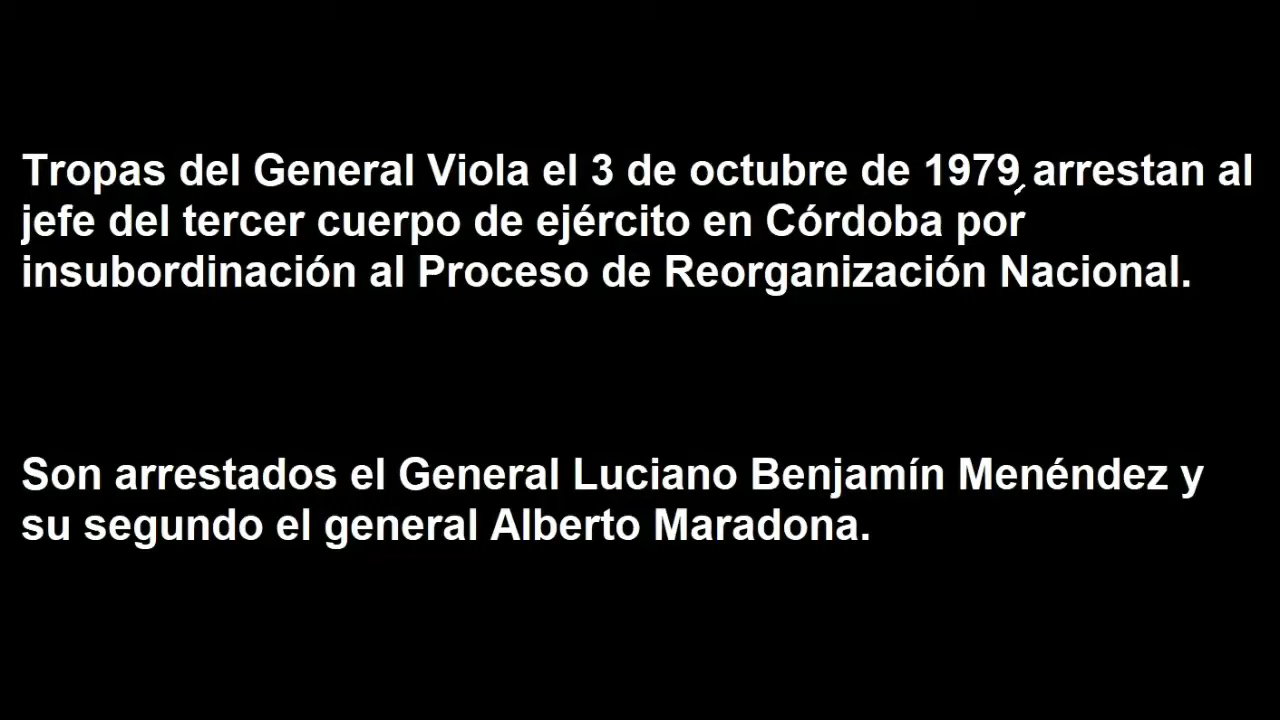 Tropas del General Viola el 3 de octubre de 1979, arrestan al
jefe del tercer cuerpo de ejército en Córdoba por
insubordinación al Proceso de Reorganización Nacional.
Son arrestados el General Luciano Benjamín Menéndez y
su segundo el general Alberto Maradona.